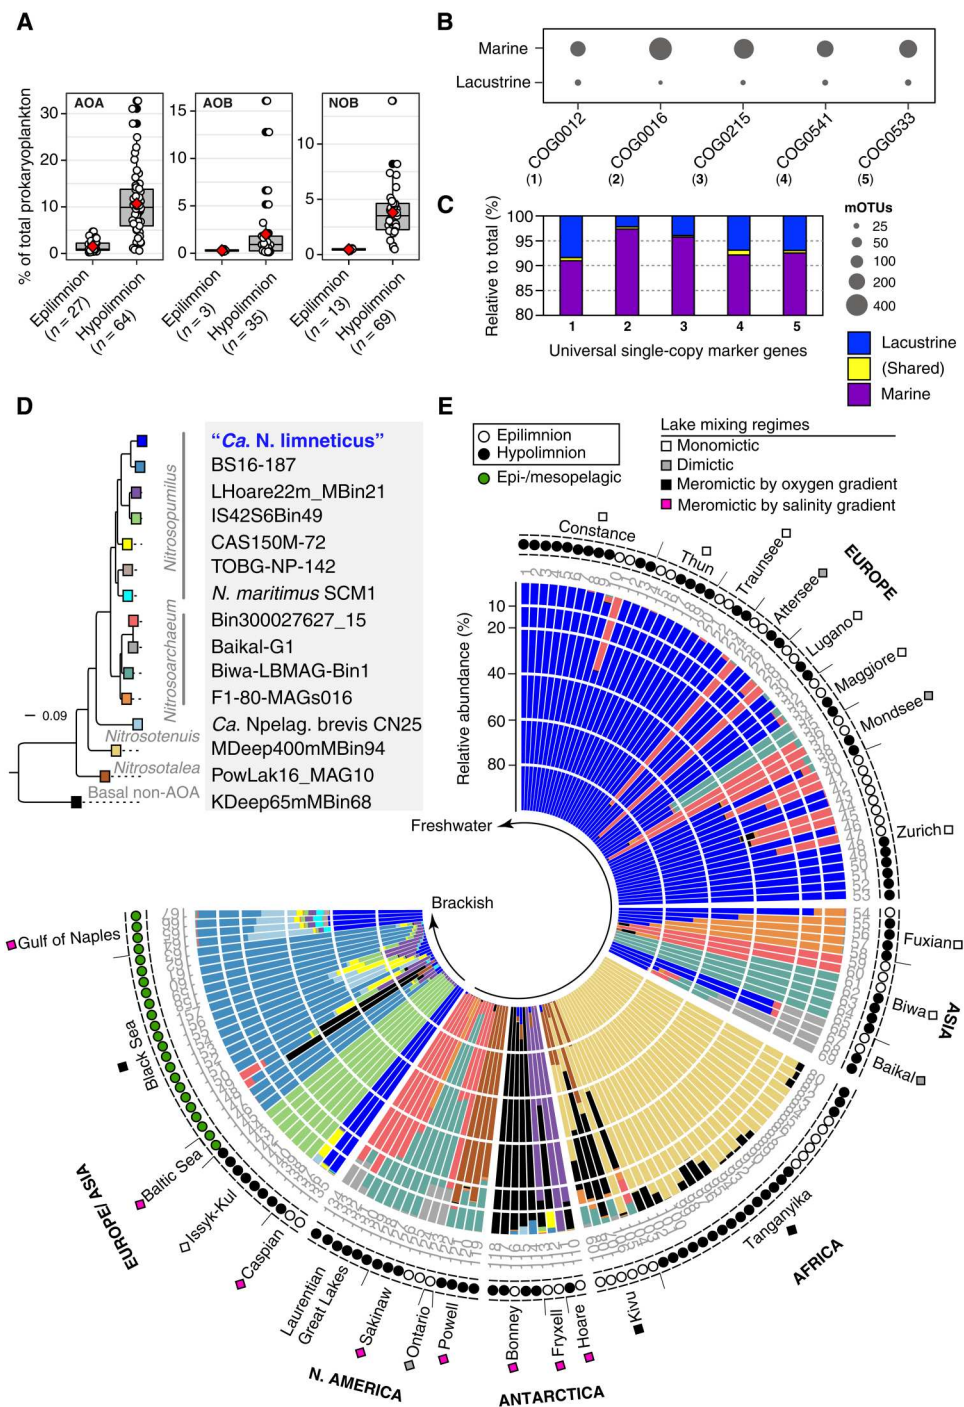 A
% of total prokaryoplankton
AOA
30
20
10
0
Epilimnion
(n = 27)
Hypolimnion
(n = 64)
AOB
15
10
5
0
Epilimnion
(n = 3)
Hypolimnion
(n = 35)
NOB
10
5
0
Epilimnion
(n = 13)
Hypolimnion
(n = 69)
B
Marine
Lacustrine
COG0012
COG0016
COG0215
COG0541
COG0533
(1)
(2)
(3)
(4)
(5)
C
Relative to total (%)
100
95
90
85
80
1
2
3
4
5
Universal single-copy marker genes
mOTUs
25
50
100
200
400
Lacustrine
(Shared)
Marine
D
"Ca. N. limneticus"
BS16-187
LHoare22m_MBin21
IS42S6Bin49
CAS150M-72
TOBG-NP-142
N. maritimus SCM1
Bin300027627_15
Baikal-G1
Biwa-LBMAG-Bin1
F1-80-MAGs016
Ca. Npelag. brevis CN25
MDeep400mMBin94
PowLak16_MAG10
KDeep65mMBin68
Nitrosopumilus
Nitrosoarchaeum
0.09
Nitrosotenuis
Nitrosotalea
Basal non-AOA
E
Epilimnion
Hypolimnion
Epi-/mesopelagic
Lake mixing regimes
Monomictic
Dimictic
Meromictic by oxygen gradient
Meromictic by salinity gradient
Relative abundance (%)
10
20
40
60
80
Freshwater
Brackish
Constance
Thun
Traunsee
Attersee
Lugano
Maggiore
Mondsee
Zurich
EUROPE
Fuxian
Biwa
Baikal
ASIA
Tanganyika
Kivu
AFRICA
Hoare
Fryxell
Bonney
ANTARCTICA
Powell
Ontario
Sakinaw
Laurentian
Great Lakes
N. AMERICA
Caspian
Issyk-Kul
Baltic Sea
Black Sea
Gulf of Naples
EUROPE/ ASIA